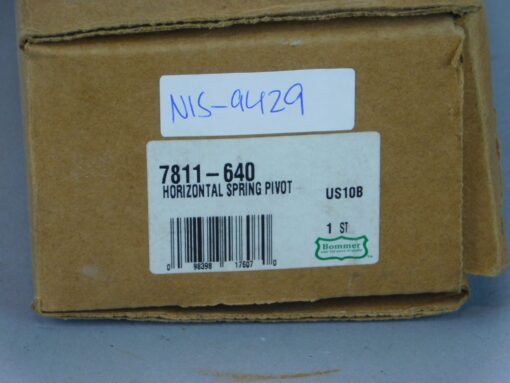 NIS-9429
7811-640
HORIZONTAL SPRING PIVOT
US10B
1 ST
Bommer
0 98398 17607 0